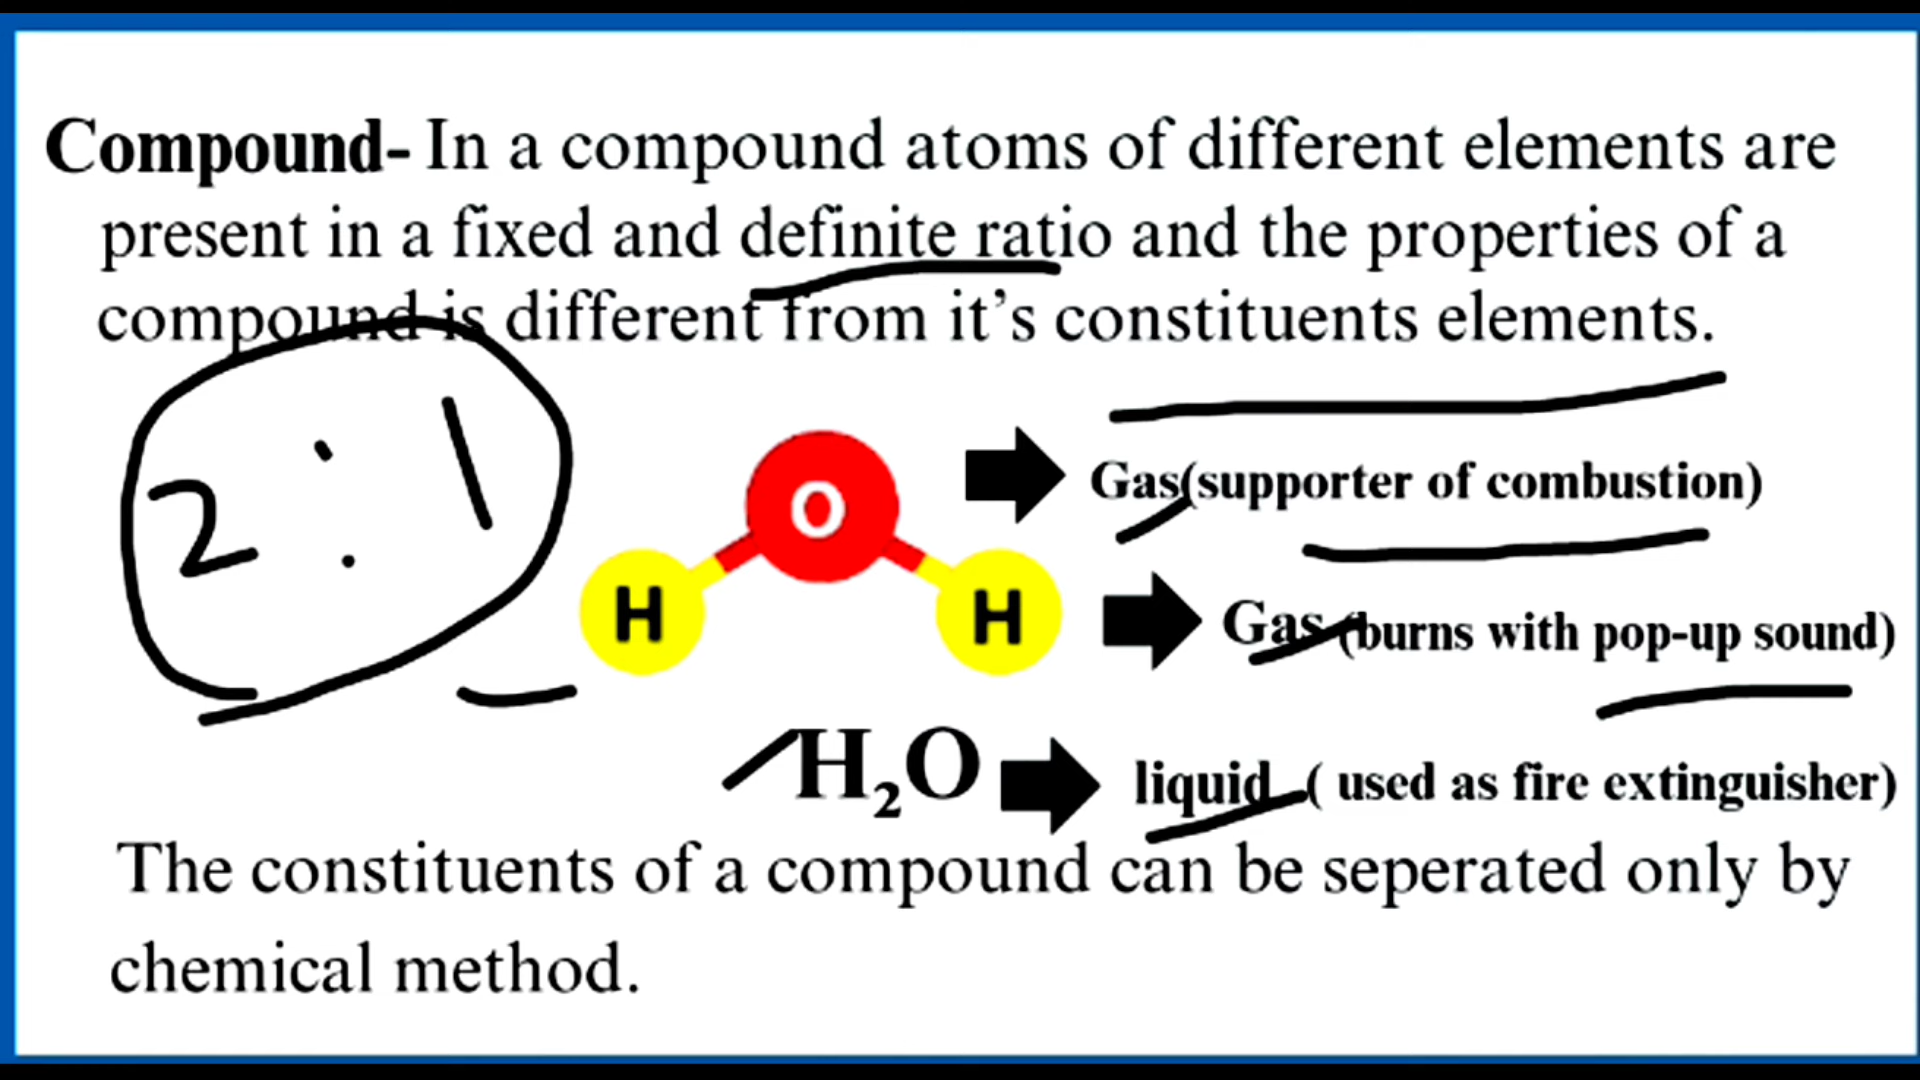 Compound- In a compound atoms of different elements are
present in a fixed and definite ratio and the properties of a
compound is different from it's constituents elements.
2 : 1
O
Gas(supporter of combustion)
H
H
Gas (burns with pop-up sound)
H₂O
liquid ( used as fire extinguisher)
The constituents of a compound can be seperated only by
chemical method.